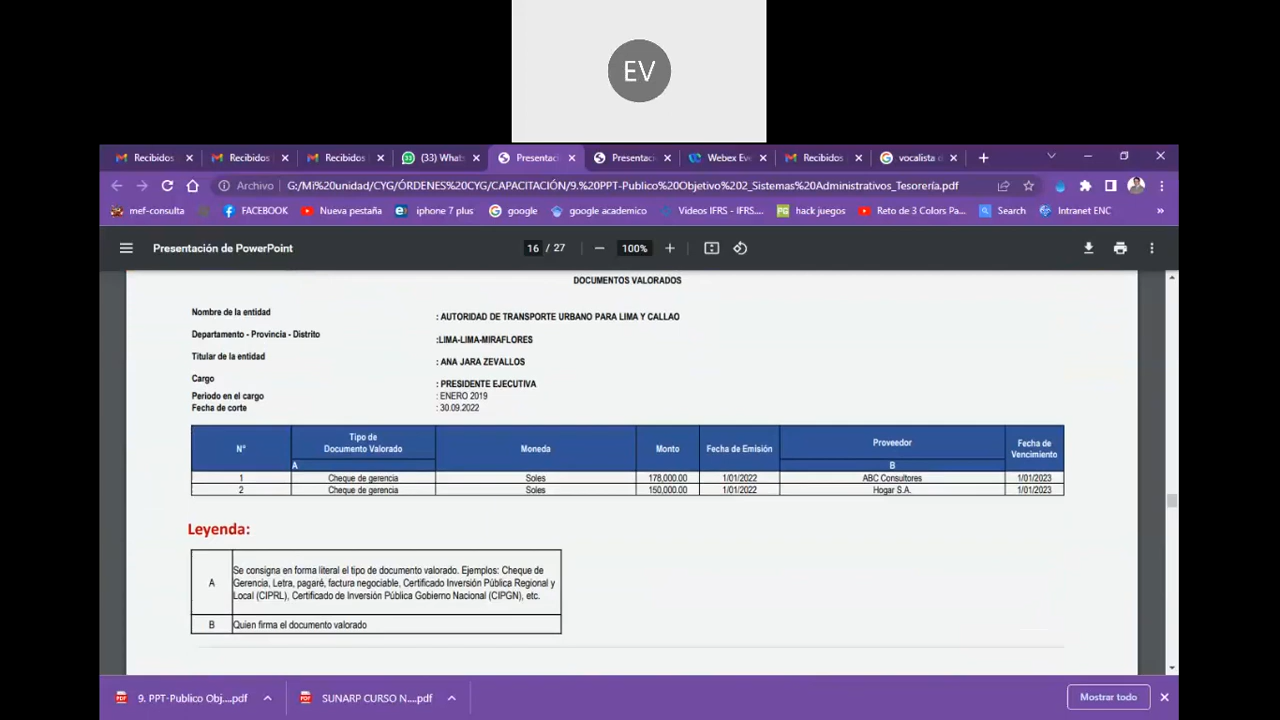 EV
Recibidos
Recibidos
Recibidos
(33) Whats
Presentaci
Presentaci
Webex Eve
Recibidos
vocalista d
Archivo
G:/Mi%20unidad/CYG/ÓRDENES%20CYG/CAPACITACIÓN/9.%20PPT-Publico%20Objetivo%202_Sistemas%20Administrativos_Tesorería.pdf
mef-consulta
FACEBOOK
Nueva pestaña
iphone 7 plus
google
google academico
Videos IFRS - IFRS....
hack juegos
Reto de 3 Colors Pa...
Search
Intranet ENC
»
Presentación de PowerPoint
16 / 27
100%
DOCUMENTOS VALORADOS
Nombre de la entidad : AUTORIDAD DE TRANSPORTE URBANO PARA LIMA Y CALLAO
Departamento - Provincia - Distrito :LIMA-LIMA-MIRAFLORES
Titular de la entidad : ANA JARA ZEVALLOS
Cargo : PRESIDENTE EJECUTIVA
Periodo en el cargo : ENERO 2019
Fecha de corte : 30.09.2022
N° Tipo de Documento Valorado Moneda Monto Fecha de Emisión Proveedor Fecha de Vencimiento
A B
1 Cheque de gerencia Soles 178,000.00 1/01/2022 ABC Consultores 1/01/2023
2 Cheque de gerencia Soles 150,000.00 1/01/2022 Hogar S.A. 1/01/2023
Leyenda:
A
Se consigna en forma literal el tipo de documento valorado. Ejemplos: Cheque de
Gerencia, Letra, pagaré, factura negociable, Certificado Inversión Pública Regional y
Local (CIPRL), Certificado de Inversión Pública Gobierno Nacional (CIPGN), etc.
B Quien firma el documento valorado
9. PPT-Publico Obj....pdf
SUNARP CURSO N....pdf
Mostrar todo